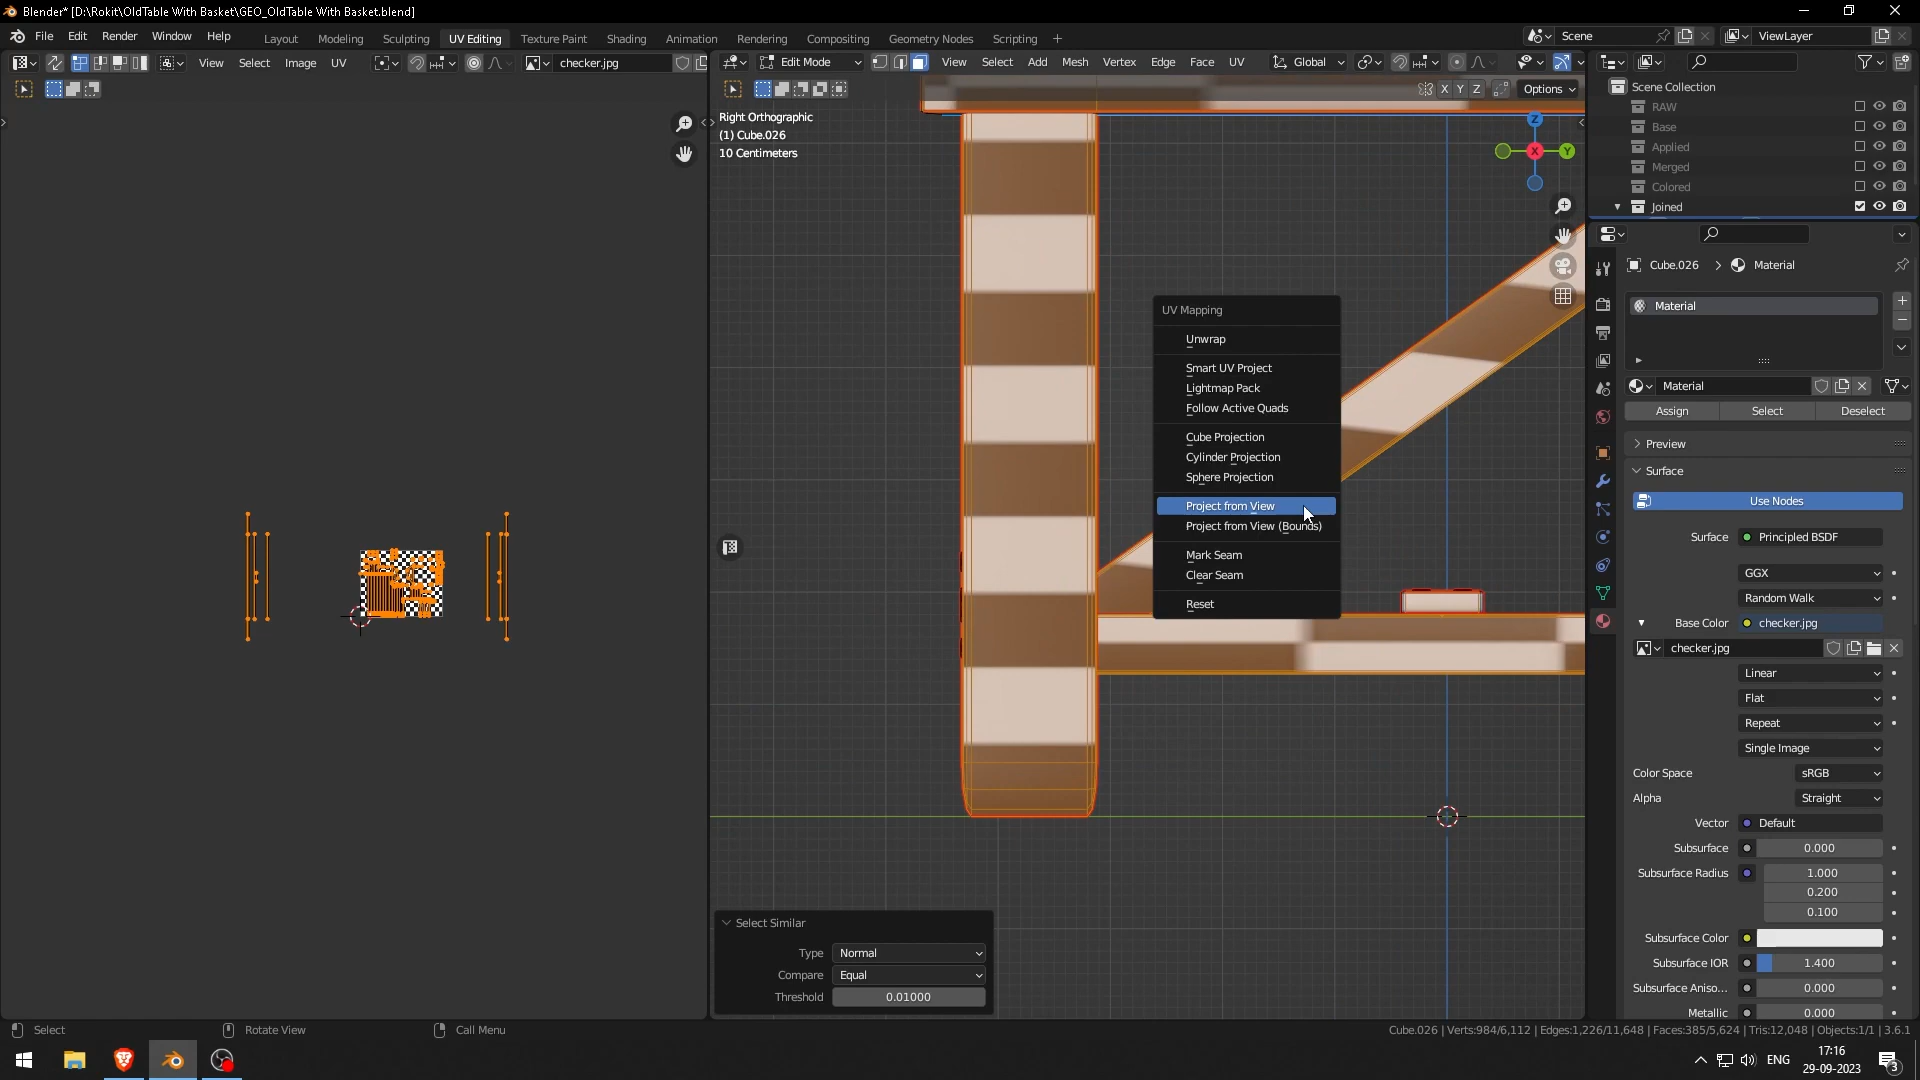 Blender* [D:\Rokit\OldTable With Basket\GEO_OldTable With Basket.blend]
File Edit Render Window Help
Layout Modeling Sculpting UV Editing Texture Paint Shading Animation Rendering Compositing Geometry Nodes Scripting +
Scene ViewLayer
View Select Image UV checker.jpg
Edit Mode View Select Add Mesh Vertex Edge Face UV Global
X Y Z Options
Right Orthographic
(1) Cube.026
10 Centimeters
Z
X
Y
UV Mapping
Unwrap
Smart UV Project
Lightmap Pack
Follow Active Quads
Cube Projection
Cylinder Projection
Sphere Projection
Project from View
Project from View (Bounds)
Mark Seam
Clear Seam
Reset
Select Similar
Type Normal
Compare Equal
Threshold 0.01000
Scene Collection
RAW
Base
Applied
Merged
Colored
Joined
Cube.026 > Material
Material
Material
Assign Select Deselect
Preview
Surface
Use Nodes
Surface Principled BSDF
GGX
Random Walk
Base Color checker.jpg
checker.jpg
Linear
Flat
Repeat
Single Image
Color Space sRGB
Alpha Straight
Vector Default
Subsurface 0.000
Subsurface Radius 1.000
0.200
0.100
Subsurface Color
Subsurface IOR 1.400
Subsurface Aniso... 0.000
Metallic 0.000
Select Rotate View Call Menu
Cube.026 | Verts:984/6,112 | Edges:1,226/11,648 | Faces:385/5,624 | Tris:12,048 | Objects:1/1 | 3.6.1
ENG
17:16
29-09-2023
3